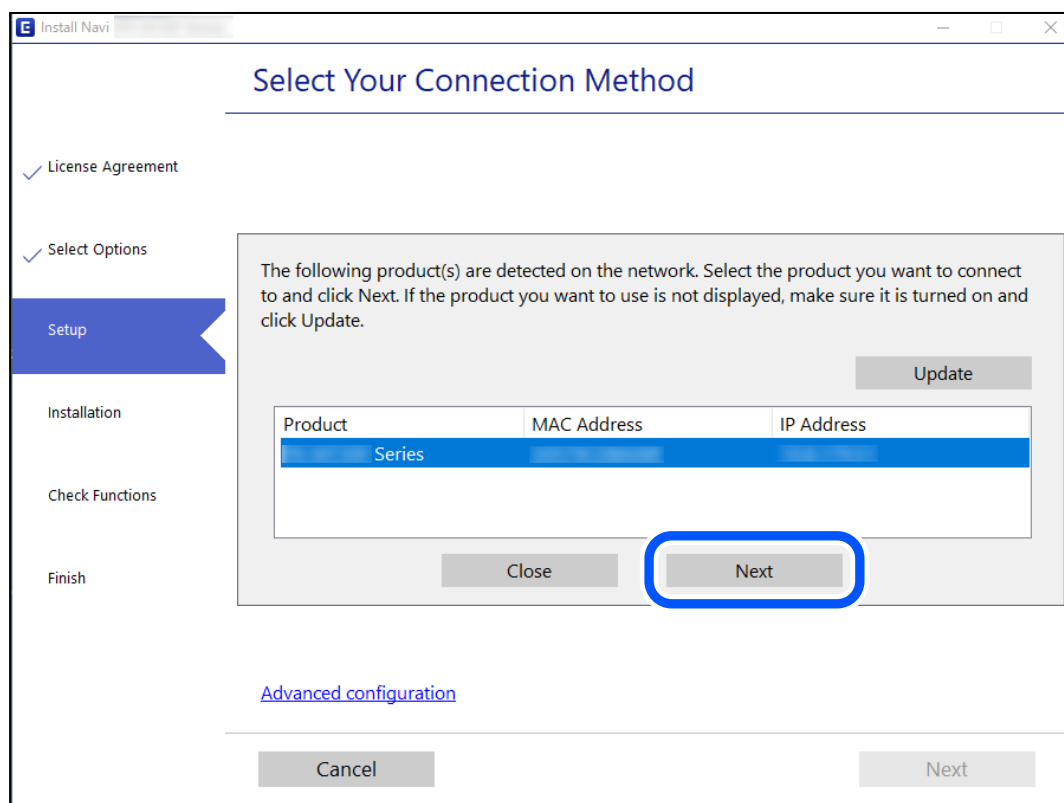 E Install Navi
Select Your Connection Method
License Agreement
Select Options
Setup
Installation
Check Functions
Finish
The following product(s) are detected on the network. Select the product you want to connect
to and click Next. If the product you want to use is not displayed, make sure it is turned on and
click Update.
Update
Product MAC Address IP Address
Series
Close Next
Advanced configuration
Cancel Next